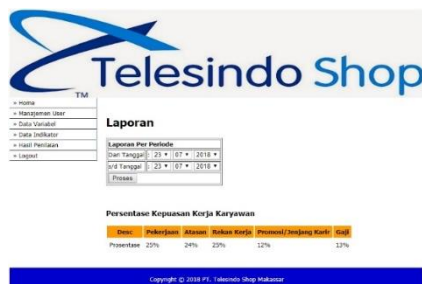 Telesindo Shop
TM
» Home
» Manajemen User
» Data Variabel
» Data Indikator
» Hasil Penilaian
» Logout
Laporan
Laporan Per Periode
Dari Tanggal : 23 07 2018
s/d Tanggal : 23 07 2018
Proses
Persentase Kepuasan Kerja Karyawan
Desc Pekerjaan Atasan Rekan Kerja Promosi/Jenjang Karir Gaji
Prosentase 25% 24% 25% 12% 13%
Copyright © 2018 PT. Telesindo Shop Makassar